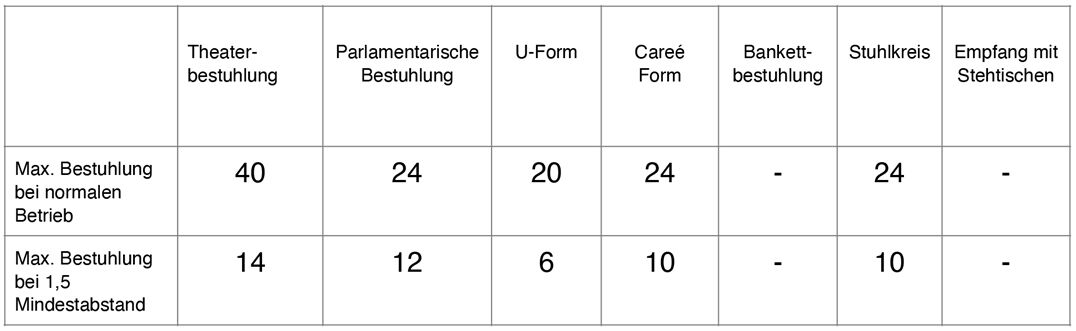 Theater-
bestuhlung
Parlamentarische
Bestuhlung
U-Form
Careé
Form
Bankett-
bestuhlung
Stuhlkreis
Empfang mit
Stehtischen
Max. Bestuhlung
bei normalen
Betrieb
40
24
20
24
-
24
-
Max. Bestuhlung
bei 1,5
Mindestabstand
14
12
6
10
-
10
-